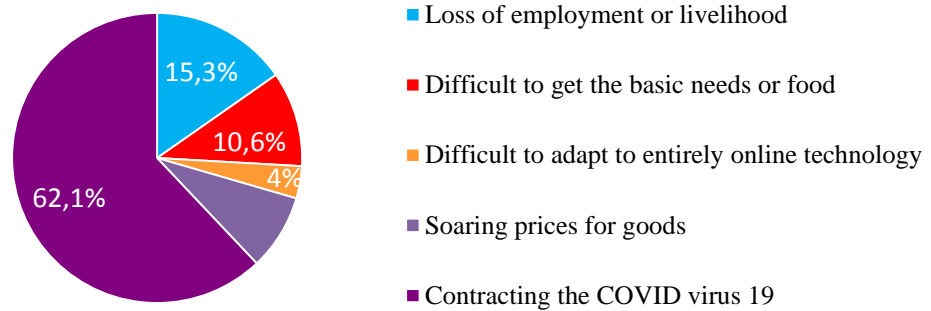 15,3%
10,6%
4%
62,1%
Loss of employment or livelihood
Difficult to get the basic needs or food
Difficult to adapt to entirely online technology
Soaring prices for goods
Contracting the COVID virus 19